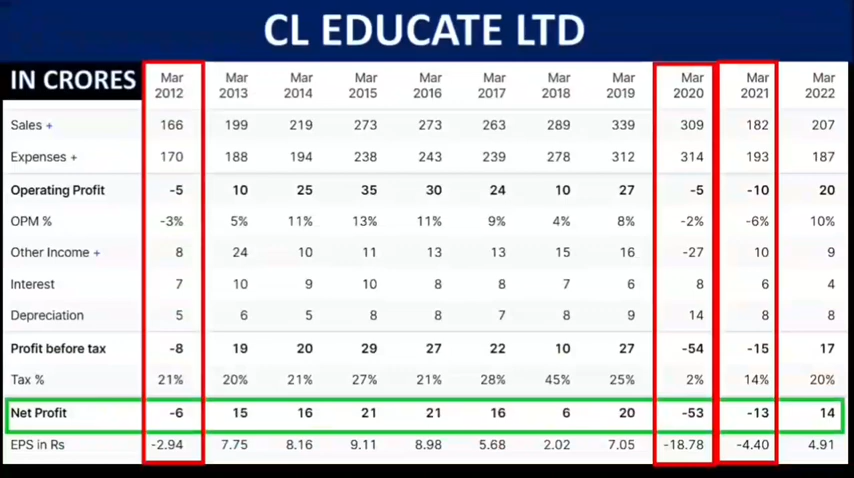 CL EDUCATE LTD
IN CRORES Mar 2012 Mar 2013 Mar 2014 Mar 2015 Mar 2016 Mar 2017 Mar 2018 Mar 2019 Mar 2020 Mar 2021 Mar 2022
Sales + 166 199 219 273 273 263 289 339 309 182 207
Expenses + 170 188 194 238 243 239 278 312 314 193 187
Operating Profit -5 10 25 35 30 24 10 27 -5 -10 20
OPM % -3% 5% 11% 13% 11% 9% 4% 8% -2% -6% 10%
Other Income + 8 24 10 11 13 13 15 16 -27 10 9
Interest 7 10 9 10 8 8 7 6 8 6 4
Depreciation 5 6 5 8 8 7 8 9 14 8 8
Profit before tax -8 19 20 29 27 22 10 27 -54 -15 17
Tax % 21% 20% 21% 27% 21% 28% 45% 25% 2% 14% 20%
Net Profit -6 15 16 21 21 16 6 20 -53 -13 14
EPS in Rs -2.94 7.75 8.16 9.11 8.98 5.68 2.02 7.05 -18.78 -4.40 4.91